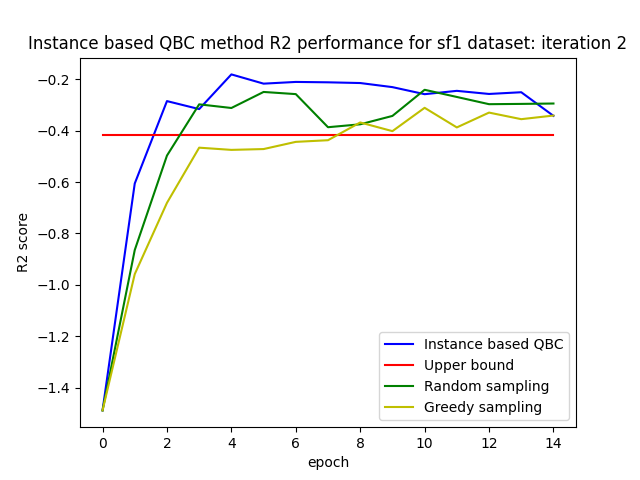 Instance based QBC method R2 performance for sf1 dataset: iteration 2
−0.2
−0.4
−0.6
−0.8
−1.0
−1.2
−1.4
R2 score
Instance based QBC
Upper bound
Random sampling
Greedy sampling
0 2 4 6 8 10 12 14
epoch